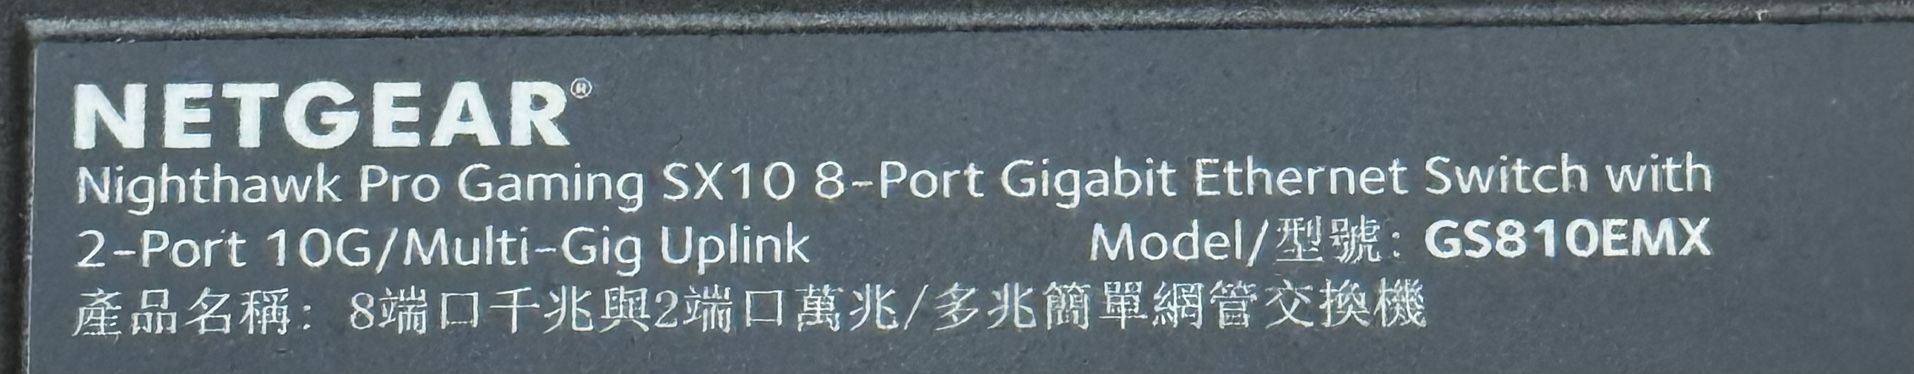 NETGEAR®
Nighthawk Pro Gaming SX10 8-Port Gigabit Ethernet Switch with
2-Port 10G/Multi-Gig Uplink Model/型號: GS810EMX
產品名稱: 8端口千兆與2端口萬兆/多兆簡單網管交換機